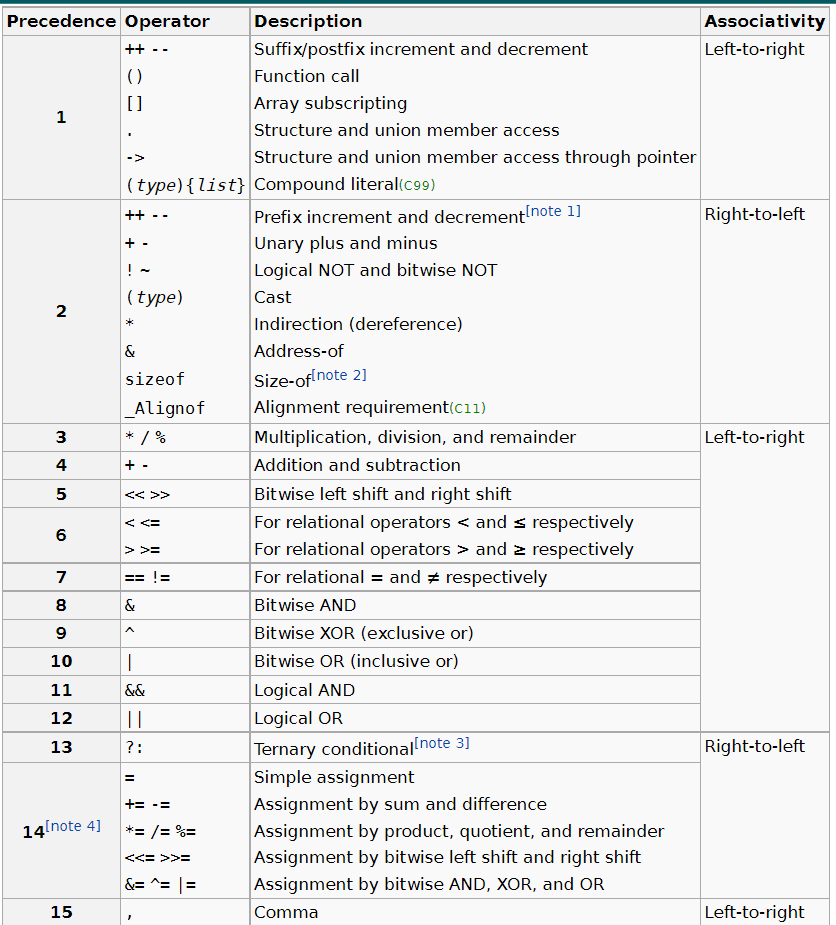 Precedence Operator Description Associativity
1
++ -- Suffix/postfix increment and decrement Left-to-right
() Function call
[] Array subscripting
. Structure and union member access
-> Structure and union member access through pointer
(type){list} Compound literal(C99)
2
++ -- Prefix increment and decrement[note 1] Right-to-left
+ - Unary plus and minus
! ~ Logical NOT and bitwise NOT
(type) Cast
* Indirection (dereference)
& Address-of
sizeof Size-of[note 2]
_Alignof Alignment requirement(C11)
3 * / % Multiplication, division, and remainder Left-to-right
4 + - Addition and subtraction
5 << >> Bitwise left shift and right shift
6
< <= For relational operators < and ≤ respectively
> >= For relational operators > and ≥ respectively
7 == != For relational = and ≠ respectively
8 & Bitwise AND
9 ^ Bitwise XOR (exclusive or)
10 | Bitwise OR (inclusive or)
11 && Logical AND
12 || Logical OR
13 ?: Ternary conditional[note 3] Right-to-left
14[note 4]
= Simple assignment
+= -= Assignment by sum and difference
*= /= %= Assignment by product, quotient, and remainder
<<= >>= Assignment by bitwise left shift and right shift
&= ^= |= Assignment by bitwise AND, XOR, and OR
15 , Comma Left-to-right